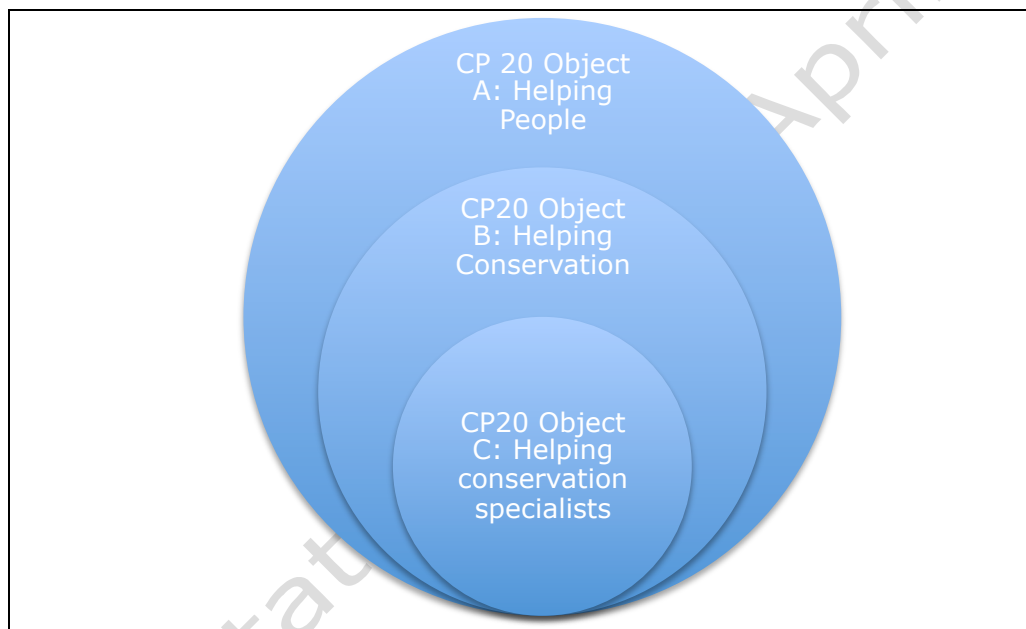 CP 20 Object
A: Helping
People
CP20 Object
B: Helping
Conservation
CP20 Object
C: Helping
conservation
specialists